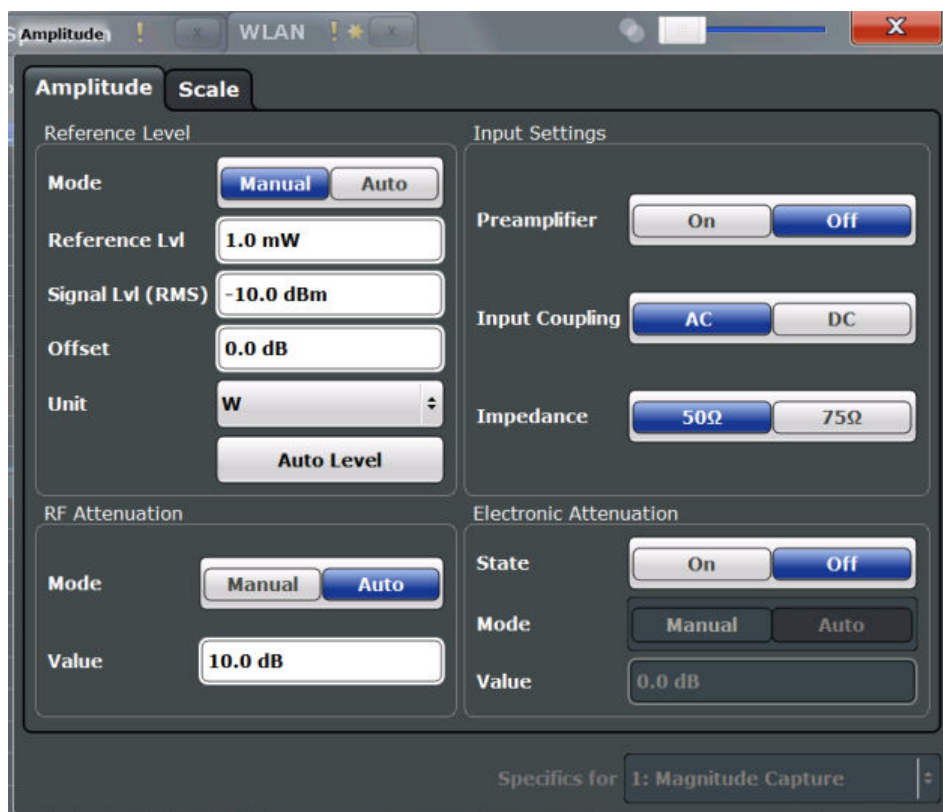 Amplitude ! x WLAN ! * x X
Amplitude Scale
Reference Level
Mode Manual Auto
Reference Lvl 1.0 mW
Signal Lvl (RMS) -10.0 dBm
Offset 0.0 dB
Unit W
Auto Level
Input Settings
Preamplifier On Off
Input Coupling AC DC
Impedance 50Ω 75Ω
RF Attenuation
Mode Manual Auto
Value 10.0 dB
Electronic Attenuation
State On Off
Mode Manual Auto
Value 0.0 dB
Specifics for 1: Magnitude Capture